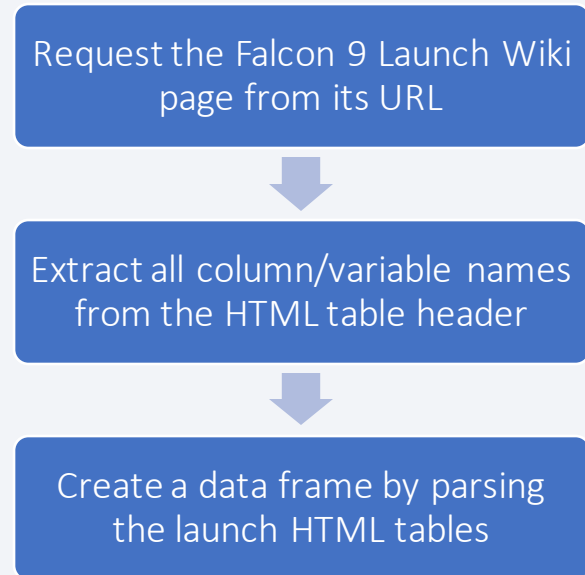 Request the Falcon 9 Launch Wiki
page from its URL
Extract all column/variable names
from the HTML table header
Create a data frame by parsing
the launch HTML tables